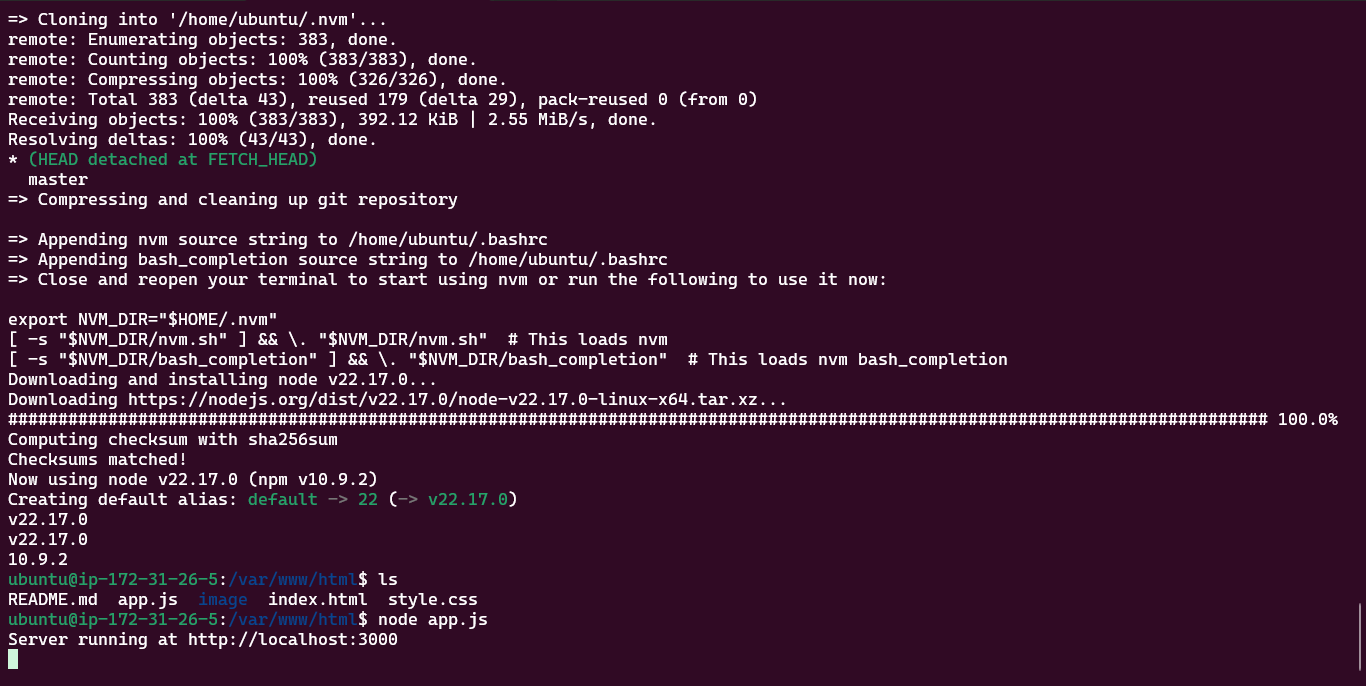 => Cloning into '/home/ubuntu/.nvm'...
remote: Enumerating objects: 383, done.
remote: Counting objects: 100% (383/383), done.
remote: Compressing objects: 100% (326/326), done.
remote: Total 383 (delta 43), reused 179 (delta 29), pack-reused 0 (from 0)
Receiving objects: 100% (383/383), 392.12 KiB | 2.55 MiB/s, done.
Resolving deltas: 100% (43/43), done.
* (HEAD detached at FETCH_HEAD)
  master
=> Compressing and cleaning up git repository

=> Appending nvm source string to /home/ubuntu/.bashrc
=> Appending bash_completion source string to /home/ubuntu/.bashrc
=> Close and reopen your terminal to start using nvm or run the following to use it now:

export NVM_DIR="$HOME/.nvm"
[ -s "$NVM_DIR/nvm.sh" ] && \. "$NVM_DIR/nvm.sh"  # This loads nvm
[ -s "$NVM_DIR/bash_completion" ] && \. "$NVM_DIR/bash_completion"  # This loads nvm bash_completion
Downloading and installing node v22.17.0...
Downloading https://nodejs.org/dist/v22.17.0/node-v22.17.0-linux-x64.tar.xz...
############################################################################################################################## 100.0%
Computing checksum with sha256sum
Checksums matched!
Now using node v22.17.0 (npm v10.9.2)
Creating default alias: default -> 22 (-> v22.17.0)
v22.17.0
v22.17.0
10.9.2
ubuntu@ip-172-31-26-5:/var/www/html$ ls
README.md  app.js  image  index.html  style.css
ubuntu@ip-172-31-26-5:/var/www/html$ node app.js
Server running at http://localhost:3000